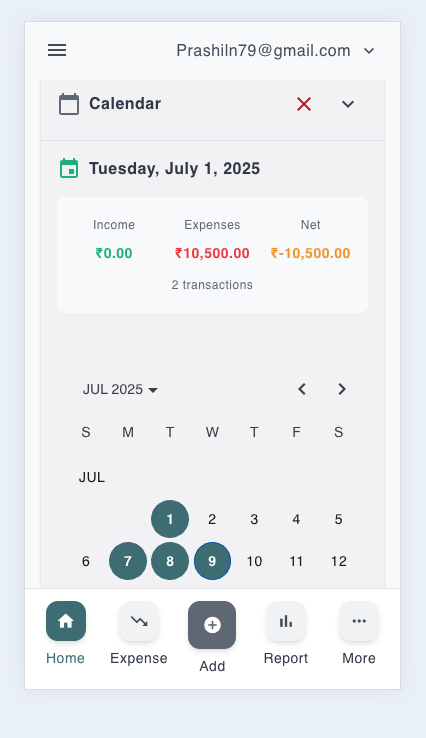 Prashiln79@gmail.com
Calendar
Tuesday, July 1, 2025
Income Expenses Net
₹0.00 ₹10,500.00 ₹-10,500.00
2 transactions
JUL 2025
S M T W T F S
JUL
1 2 3 4 5
6 7 8 9 10 11 12
Home Expense Add Report More